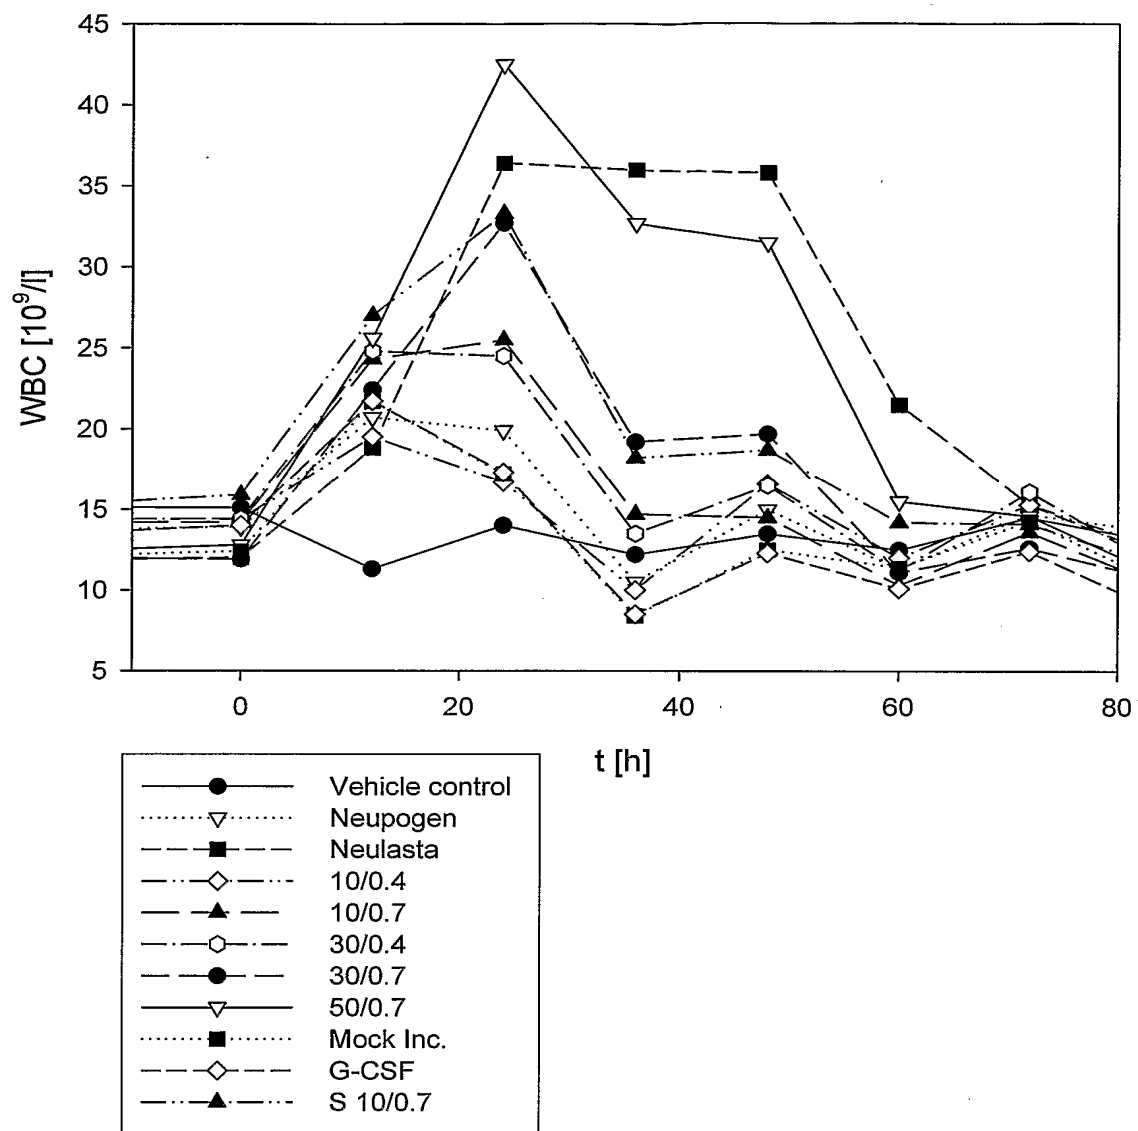 45
40
35
30
25
20
15
10
5
WBC [10⁹/l]
0 20 40 60 80
t [h]
Vehicle control
Neupogen
Neulasta
10/0.4
10/0.7
30/0.4
30/0.7
50/0.7
Mock Inc.
G-CSF
S 10/0.7